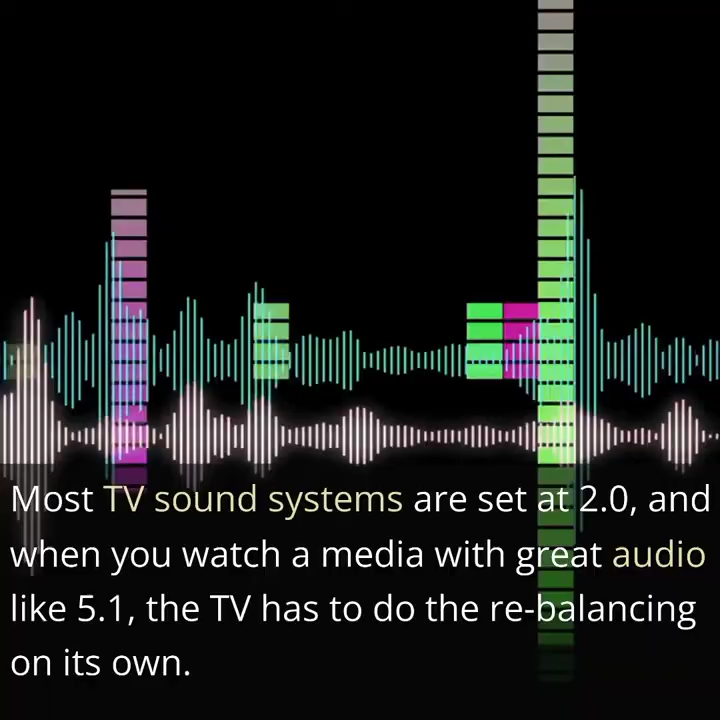 Most TV sound systems are set at 2.0, and
when you watch a media with great audio
like 5.1, the TV has to do the re-balancing
on its own.